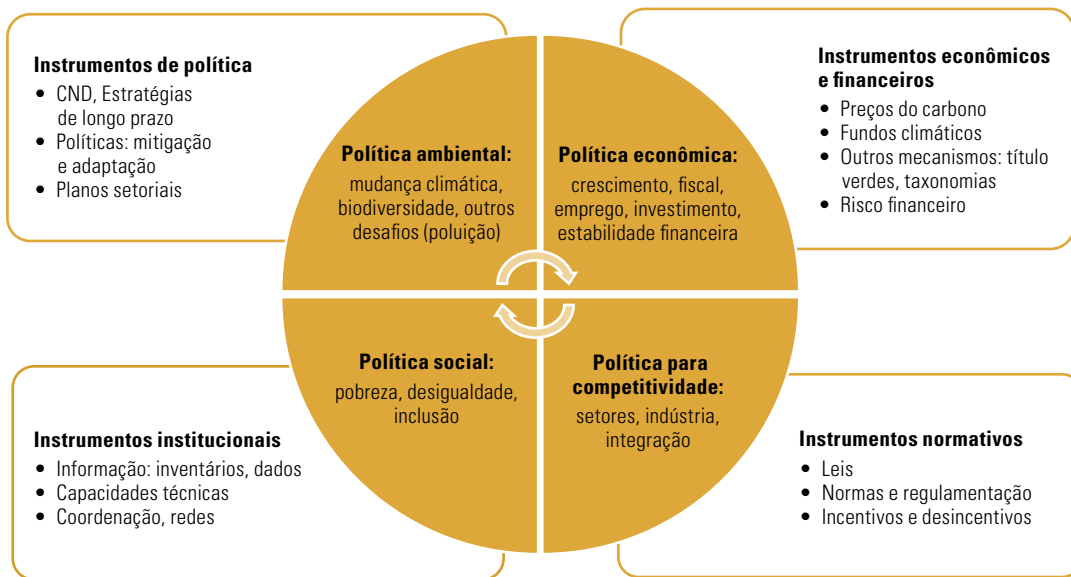 Instrumentos de política
• CND, Estratégias
de longo prazo
• Políticas: mitigação
e adaptação
• Planos setoriais
Política ambiental:
mudança climática,
biodiversidade, outros
desafios (poluição)
Política econômica:
crescimento, fiscal,
emprego, investimento,
estabilidade financeira
Instrumentos econômicos
e financeiros
• Preços do carbono
• Fundos climáticos
• Outros mecanismos: título
verdes, taxonomias
• Risco financeiro
Instrumentos institucionais
• Informação: inventários, dados
• Capacidades técnicas
• Coordenação, redes
Política social:
pobreza, desigualdade,
inclusão
Política para
competitividade:
setores, indústria,
integração
Instrumentos normativos
• Leis
• Normas e regulamentação
• Incentivos e desincentivos